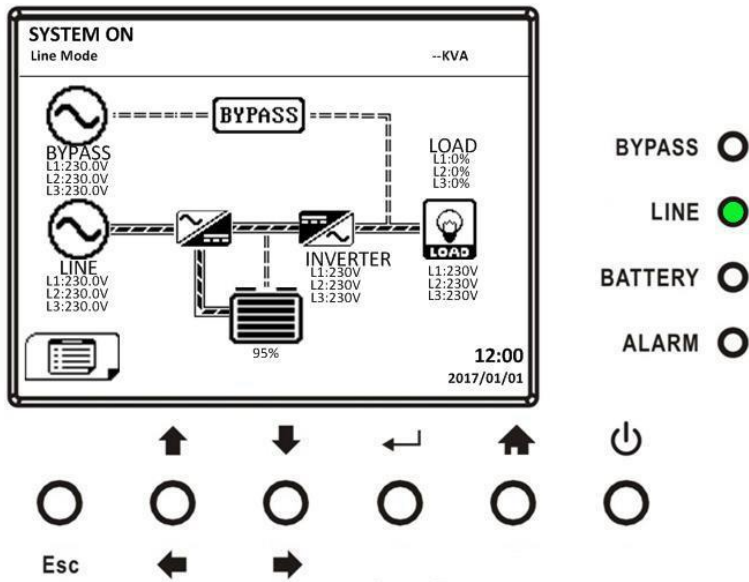 SYSTEM ON
Line Mode
--KVA
BYPASS
BYPASS
L1:230.0V
L2:230.0V
L3:230.0V
LOAD
L1:0%
L2:0%
L3:0%
LINE
L1:230.0V
L2:230.0V
L3:230.0V
INVERTER
L1:230V
L2:230V
L3:230V
LOAD
L1:230V
L2:230V
L3:230V
95%
12:00
2017/01/01
BYPASS
LINE
BATTERY
ALARM
Esc